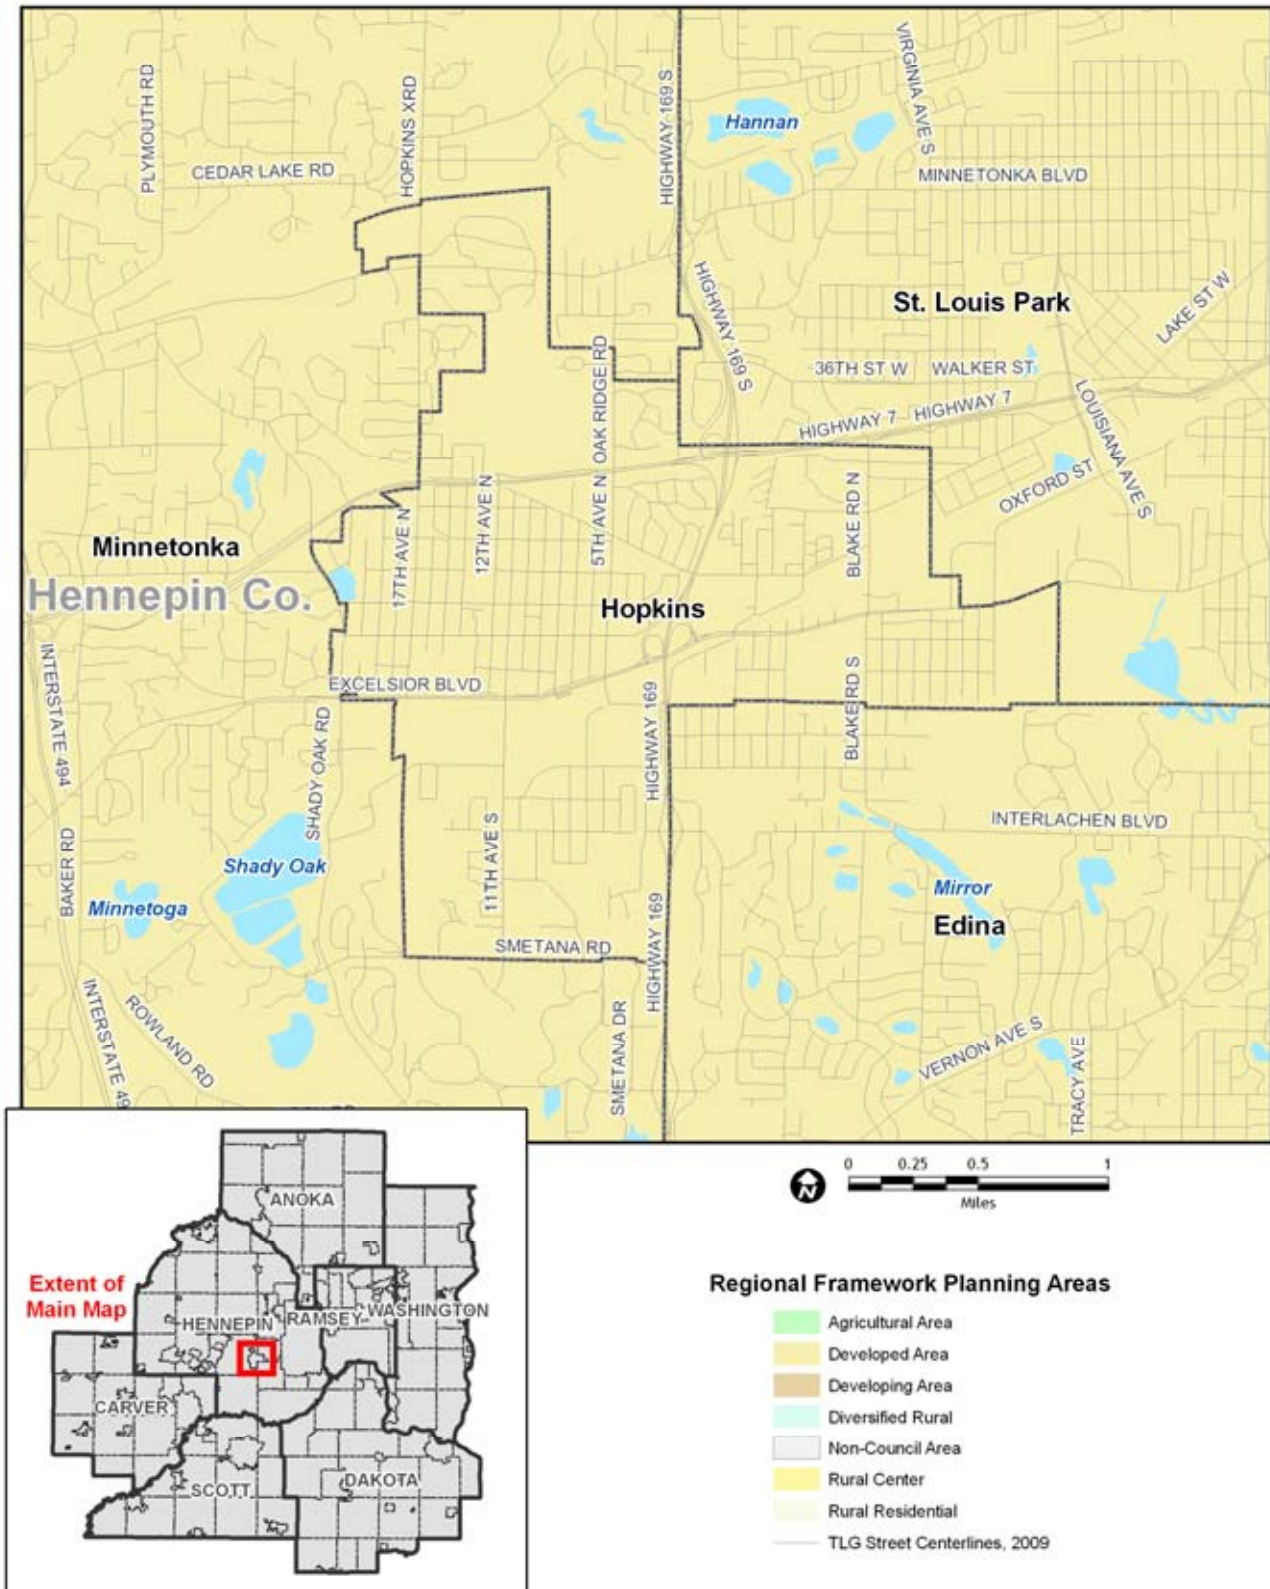 PLYMOUTH RD
HOPKINS XRD
HIGHWAY 169 S
VIRGINIA AVE S
Hannan
CEDAR LAKE RD
MINNETONKA BLVD
HIGHWAY 169 S
St. Louis Park
LAKE ST W
5TH AVE N OAK RIDGE RD
36TH ST W
WALKER ST
LOUISIANA AVE S
HIGHWAY 7
HIGHWAY 7
OXFORD ST
12TH AVE N
17TH AVE N
BLAKE RD N
Minnetonka
Hennepin Co.
Hopkins
INTERSTATE 494
EXCELSIOR BLVD
BLAKE RD S
HIGHWAY 169
SHADY OAK RD
INTERLACHEN BLVD
BAKER RD
11TH AVE S
Shady Oak
Minnetoga
Mirror
Edina
SMETANA RD
HIGHWAY 169
INTERSTATE 49
ROWLAND RD
SMETANA DR
VERNON AVE S
TRACY AVE
N
0 0.25 0.5 1
Miles
ANOKA
Extent of
Main Map
HENNEPIN
RAMSEY
WASHINGTON
CARVER
SCOTT
DAKOTA
Regional Framework Planning Areas
Agricultural Area
Developed Area
Developing Area
Diversified Rural
Non-Council Area
Rural Center
Rural Residential
TLG Street Centerlines, 2009